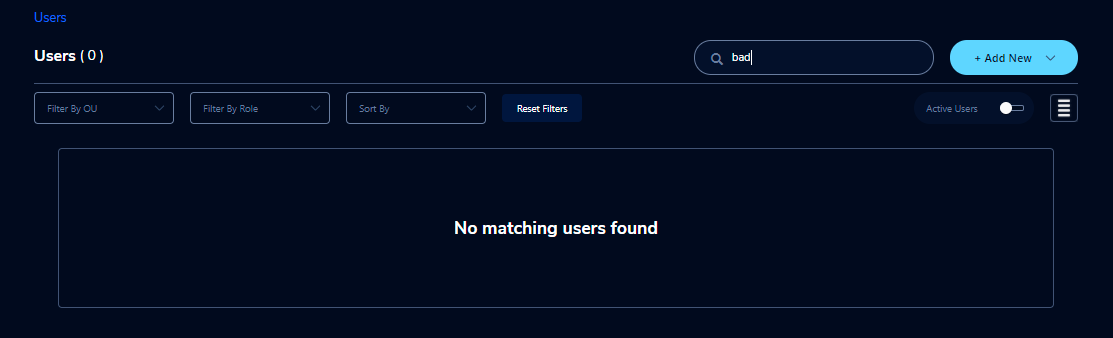 Users
Users ( 0 )
bad
+ Add New
Filter By OU
Filter By Role
Sort By
Reset Filters
Active Users
No matching users found